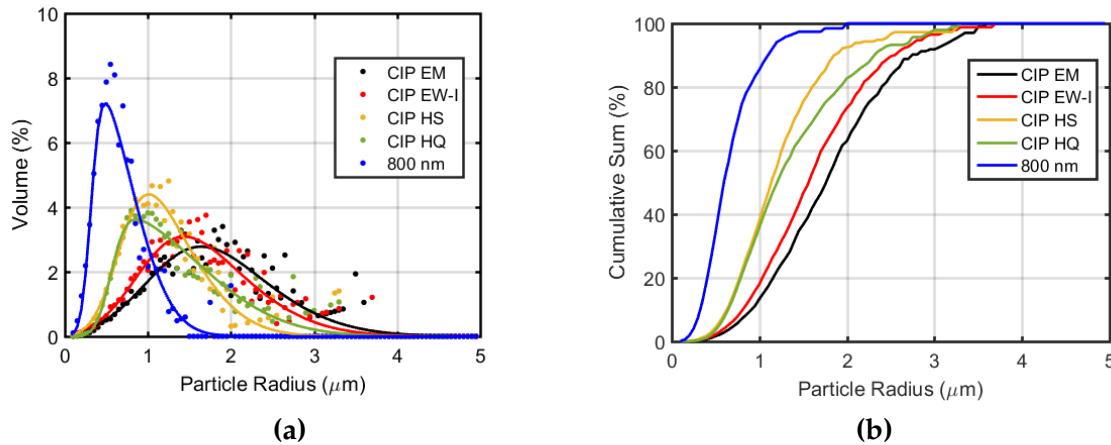 10
8
6
4
2
0
Volume (%)
CIP EM
CIP EW-I
CIP HS
CIP HQ
800 nm
0 1 2 3 4 5
Particle Radius (μm)
(a)
100
80
60
40
20
0
Cumulative Sum (%)
CIP EM
CIP EW-I
CIP HS
CIP HQ
800 nm
0 1 2 3 4 5
Particle Radius (μm)
(b)